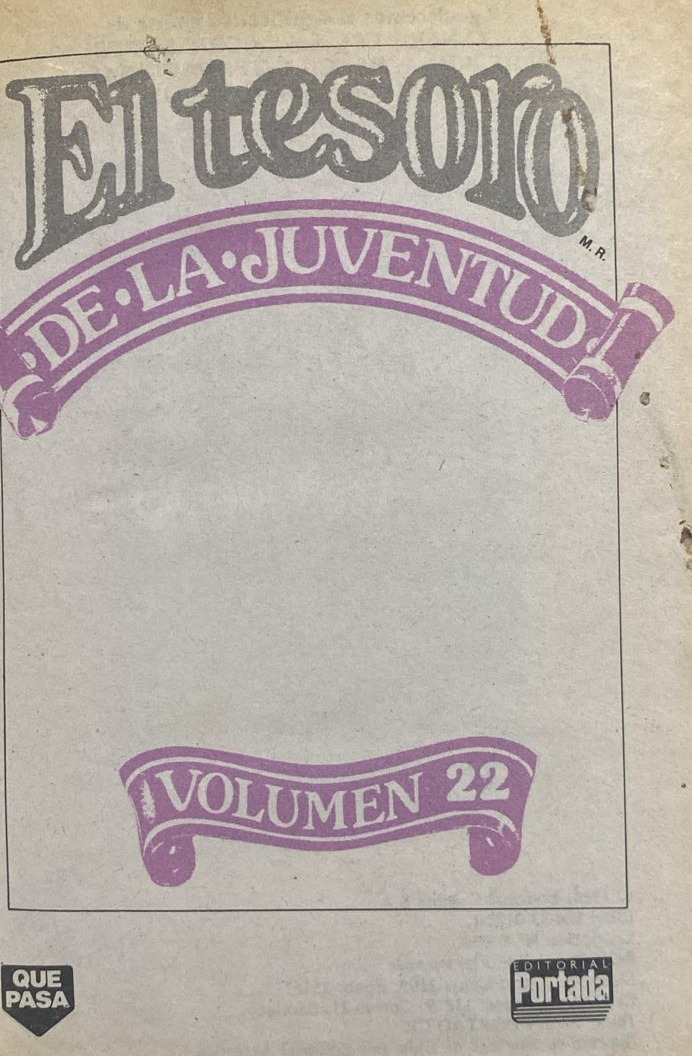 El tesoro
M. R.
DE•LA•JUVENTUD
VOLUMEN 22
QUE
PASA
EDITORIAL
Portada